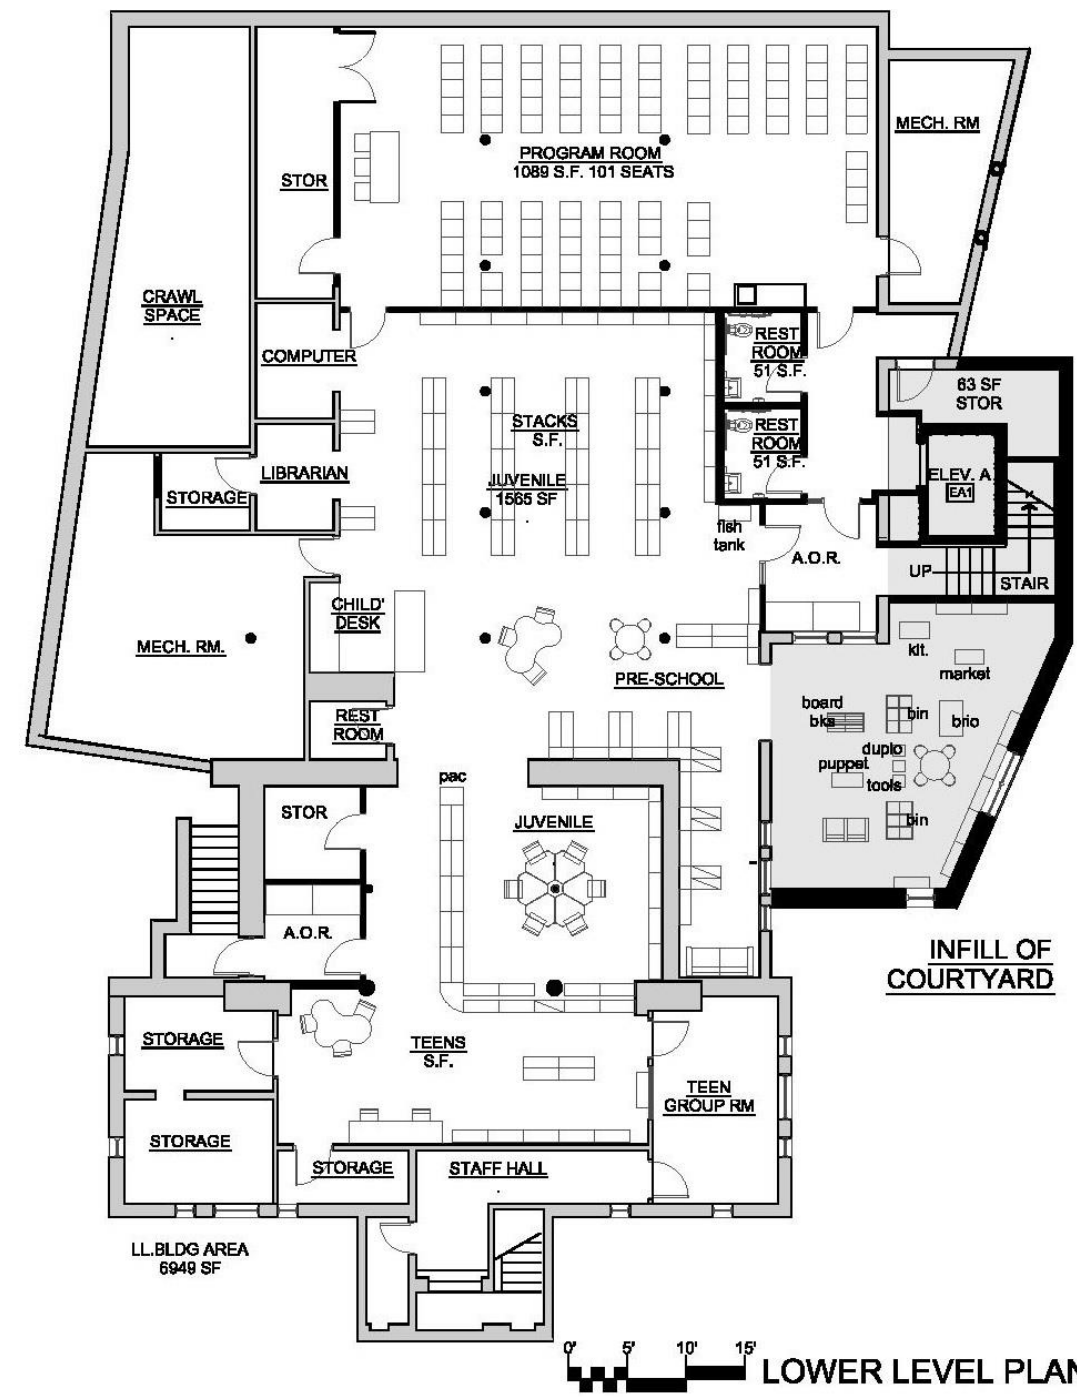 MECH. RM
PROGRAM ROOM
1089 S.F. 101 SEATS
STOR
CRAWL
SPACE
COMPUTER
REST
ROOM
51 S.F.
63 SF
STOR
STACKS
S.F.
REST
ROOM
51 S.F.
LIBRARIAN
STORAGE
JUVENILE
1565 SF
ELEV. A
EA1
fish
tank
A.O.R.
UP
STAIR
CHILD'
DESK
MECH. RM.
PRE-SCHOOL
kit.
market
board
bks
bin
brio
REST
ROOM
duplo
puppet
tools
bin
pac
STOR
JUVENILE
A.O.R.
INFILL OF
COURTYARD
STORAGE
TEENS
S.F.
TEEN
GROUP RM
STORAGE
STORAGE
STAFF HALL
LL.BLDG AREA
6949 SF
0' 5' 10' 15'
LOWER LEVEL PLAN